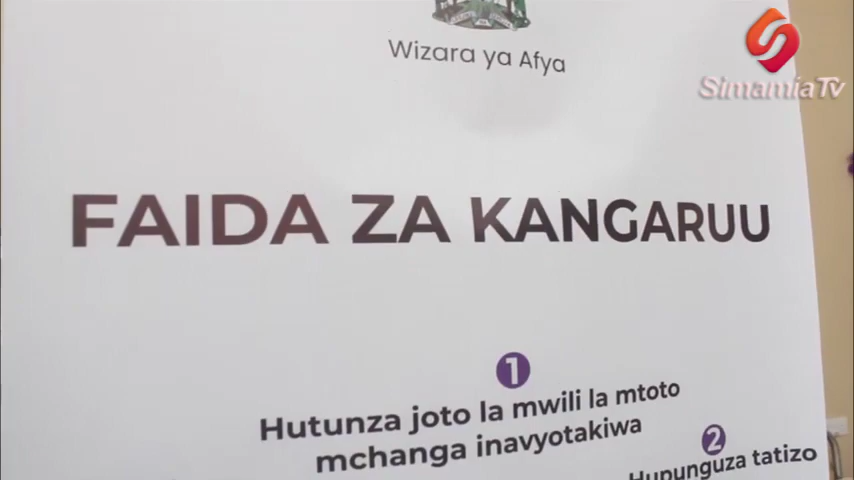 SimamiaTv
Wizara ya Afya
FAIDA ZA KANGARUU
1
Hutunza joto la mwili la mtoto
mchanga inavyotakiwa
2
Hupunguza tatizo